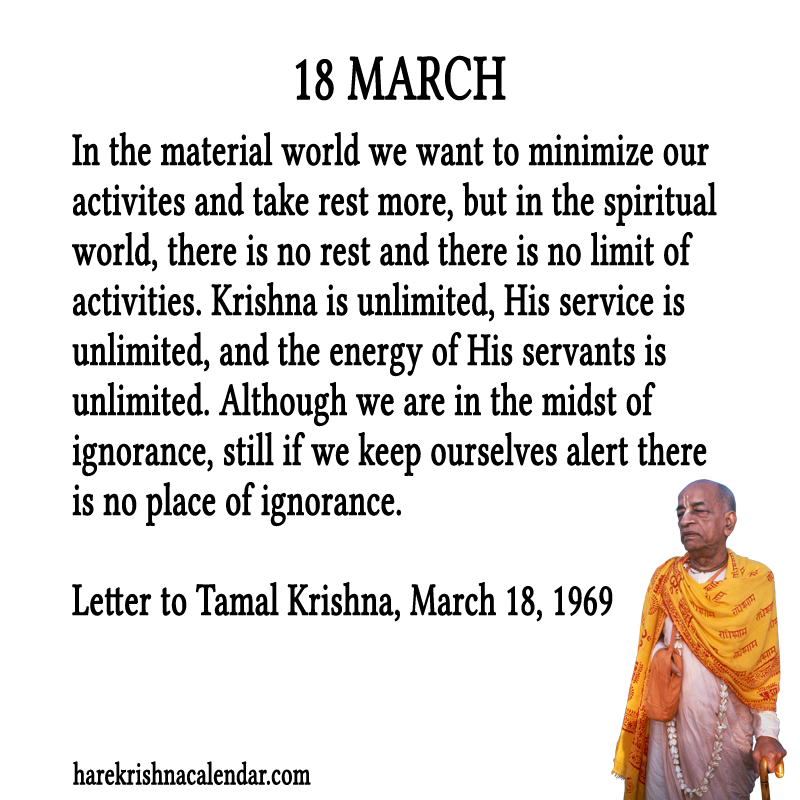 18 MARCH
In the material world we want to minimize our
activites and take rest more, but in the spiritual
world, there is no rest and there is no limit of
activities. Krishna is unlimited, His service is
unlimited, and the energy of His servants is
unlimited. Although we are in the midst of
ignorance, still if we keep ourselves alert there
is no place of ignorance.
Letter to Tamal Krishna, March 18, 1969
harekrishnacalendar.com